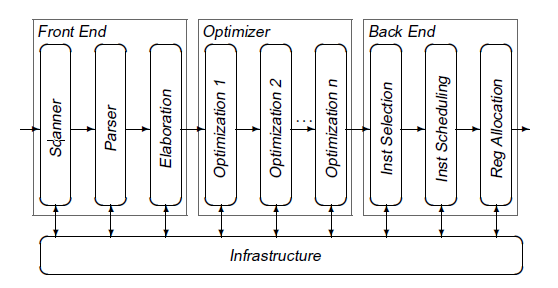 Front End
Optimizer
Back End
Scanner
Parser
Elaboration
Optimization 1
Optimization 2
...
Optimization n
Inst Selection
Inst Scheduling
Reg Allocation
Infrastructure